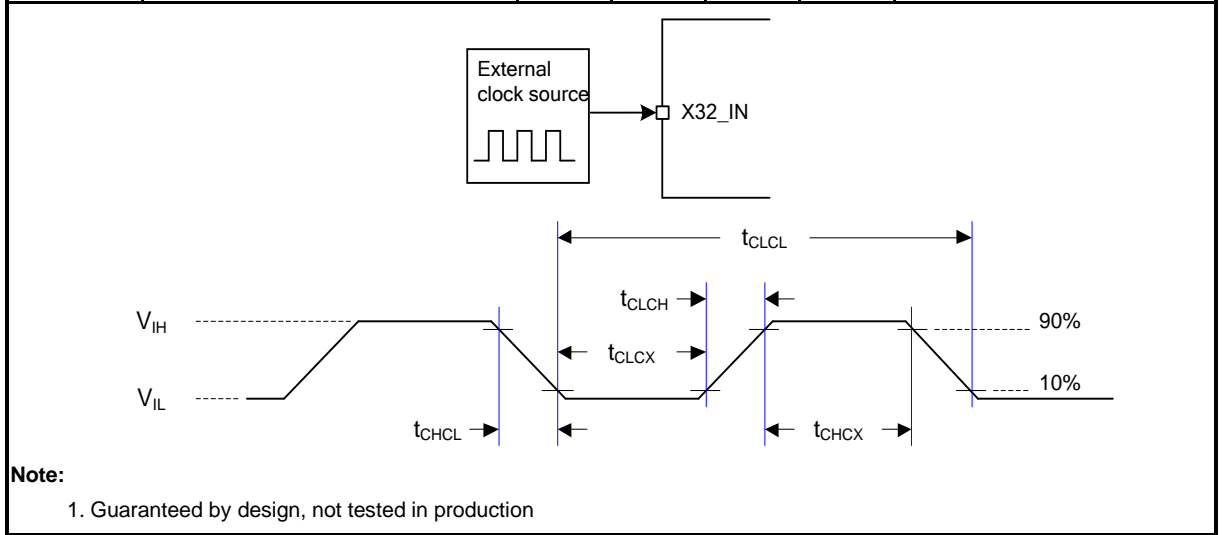 External
clock source
X32_IN
tCLCL
tCLCH
VIH
90%
tCLCX
VIL
10%
tCHCL
tCHCX
Note:
1. Guaranteed by design, not tested in production